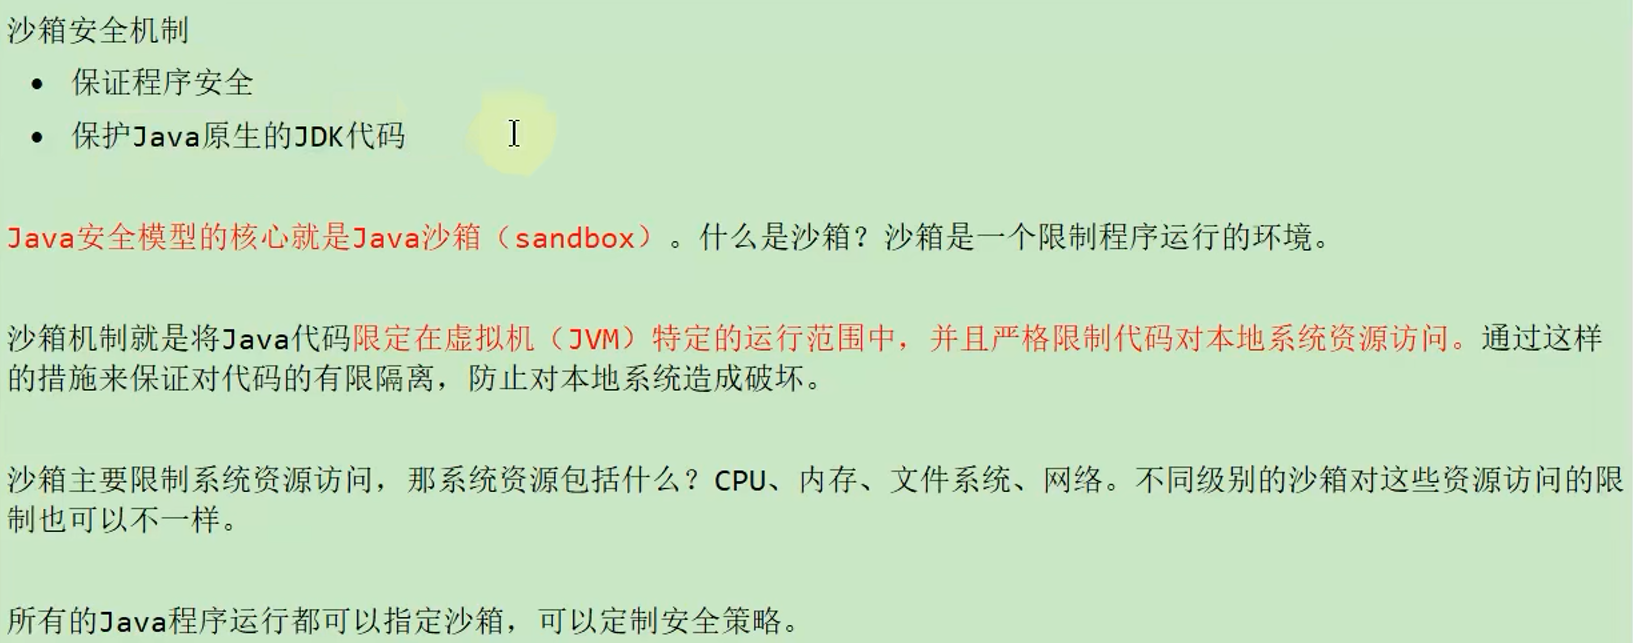 沙箱安全机制
• 保证程序安全
• 保护Java原生的JDK代码
Java安全模型的核心就是Java沙箱（sandbox）。什么是沙箱？沙箱是一个限制程序运行的环境。
沙箱机制就是将Java代码限定在虚拟机（JVM）特定的运行范围中，并且严格限制代码对本地系统资源访问。通过这样
的措施来保证对代码的有限隔离，防止对本地系统造成破坏。
沙箱主要限制系统资源访问，那系统资源包括什么？CPU、内存、文件系统、网络。不同级别的沙箱对这些资源访问的限
制也可以不一样。
所有的Java程序运行都可以指定沙箱，可以定制安全策略。